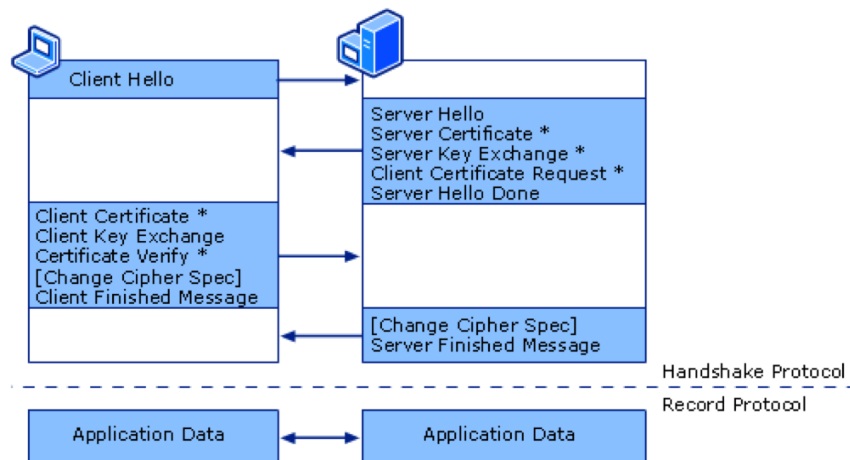 Client Hello
Server Hello
Server Certificate *
Server Key Exchange *
Client Certificate Request *
Server Hello Done
Client Certificate *
Client Key Exchange
Certificate Verify *
[Change Cipher Spec]
Client Finished Message
[Change Cipher Spec]
Server Finished Message
Handshake Protocol
Record Protocol
Application Data
Application Data